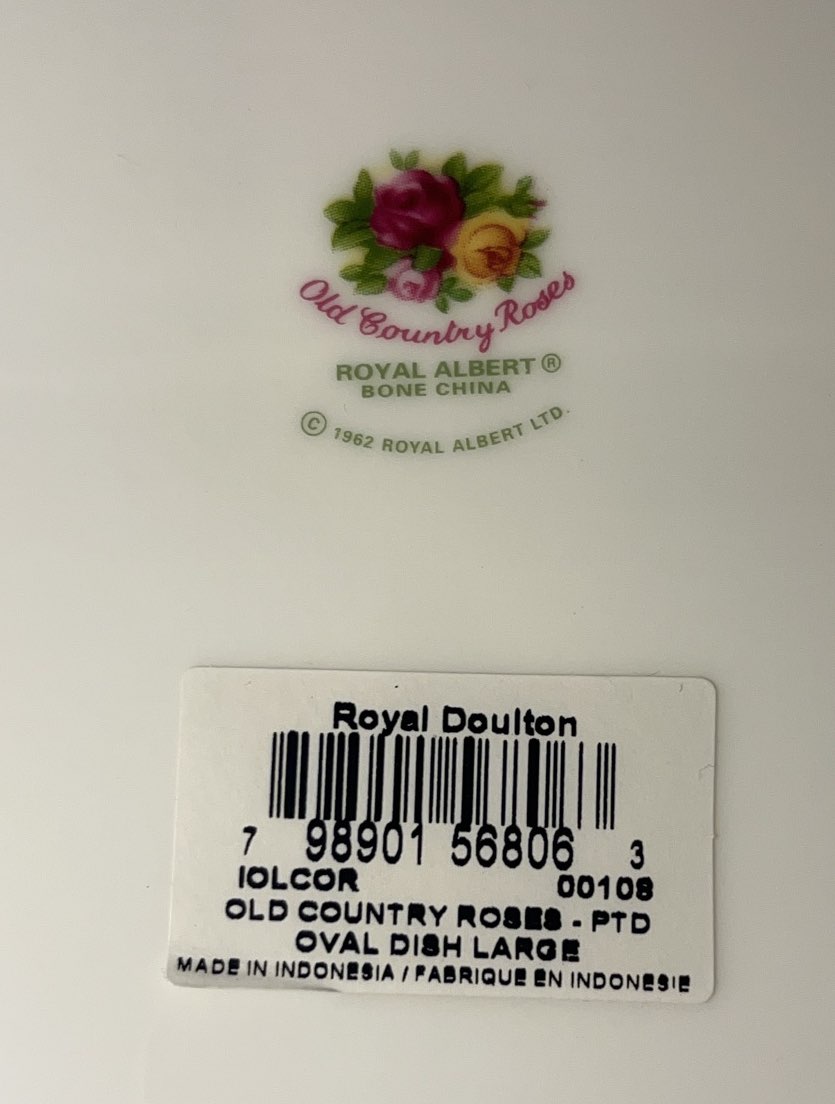 Old Country Roses
ROYAL ALBERT ®
BONE CHINA
© 1962 ROYAL ALBERT LTD.
Royal Doulton
7 98901 56806 3
IOLCOR 00108
OLD COUNTRY ROSES - PTD
OVAL DISH LARGE
MADE IN INDONESIA / FABRIQUE EN INDONESIE